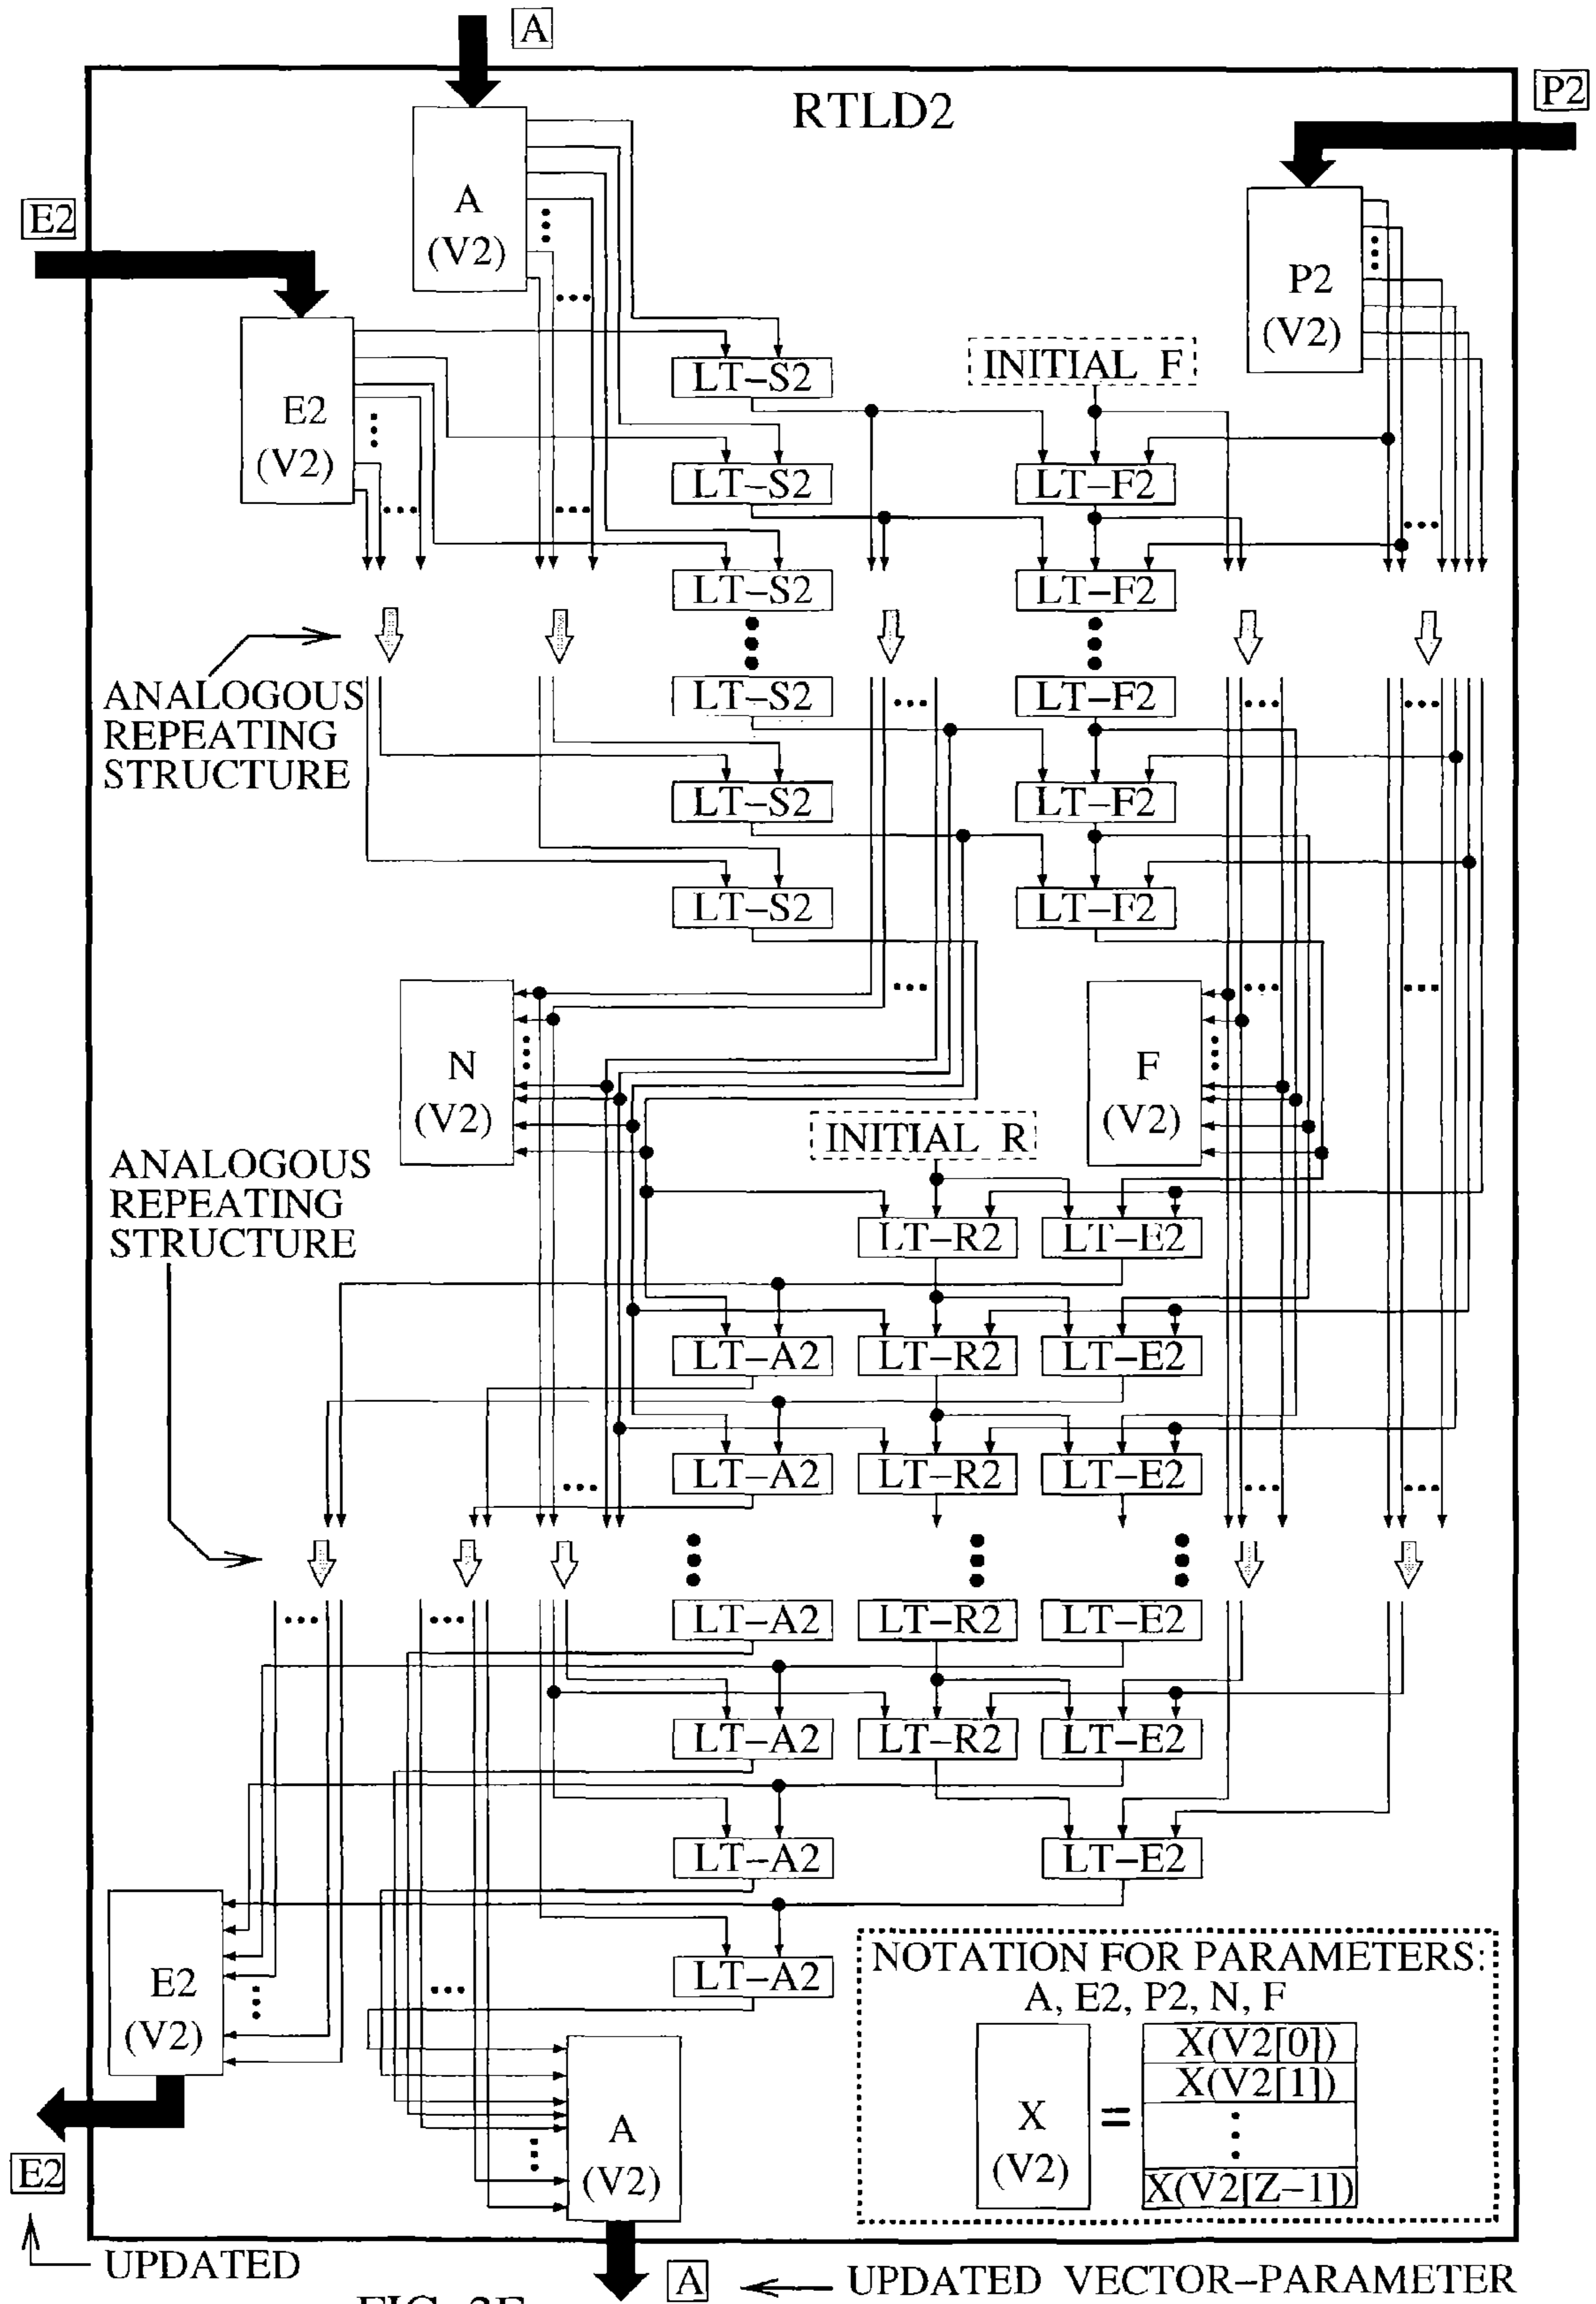 A
RTLD2
P2
E2
A
(V2)
P2
(V2)
E2
(V2)
INITIAL F
LT-S2
LT-S2
LT-F2
LT-S2
LT-F2
ANALOGOUS
REPEATING
STRUCTURE
LT-S2
LT-F2
LT-S2
LT-F2
LT-S2
LT-F2
N
(V2)
F
(V2)
INITIAL R
ANALOGOUS
REPEATING
STRUCTURE
LT-R2
LT-E2
LT-A2
LT-R2
LT-E2
LT-A2
LT-R2
LT-E2
LT-A2
LT-R2
LT-E2
LT-A2
LT-R2
LT-E2
LT-A2
LT-E2
LT-A2
E2
(V2)
A
(V2)
NOTATION FOR PARAMETERS:
A, E2, P2, N, F
X
(V2)
=
X(V2[0])
X(V2[1])
X(V2[Z-1])
E2
UPDATED
A
UPDATED VECTOR-PARAMETER